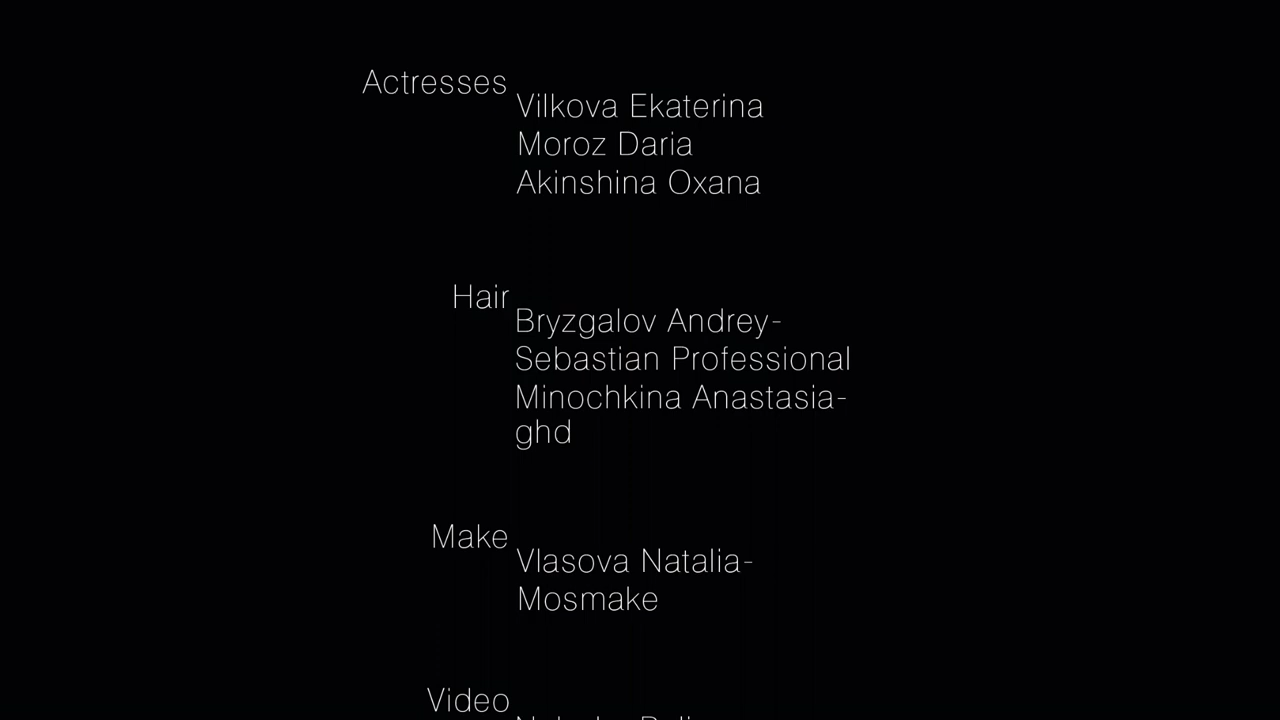 Actresses
Vilkova Ekaterina
Moroz Daria
Akinshina Oxana
Hair
Bryzgalov Andrey-
Sebastian Professional
Minochkina Anastasia-
ghd
Make
Vlasova Natalia-
Mosmake
Video